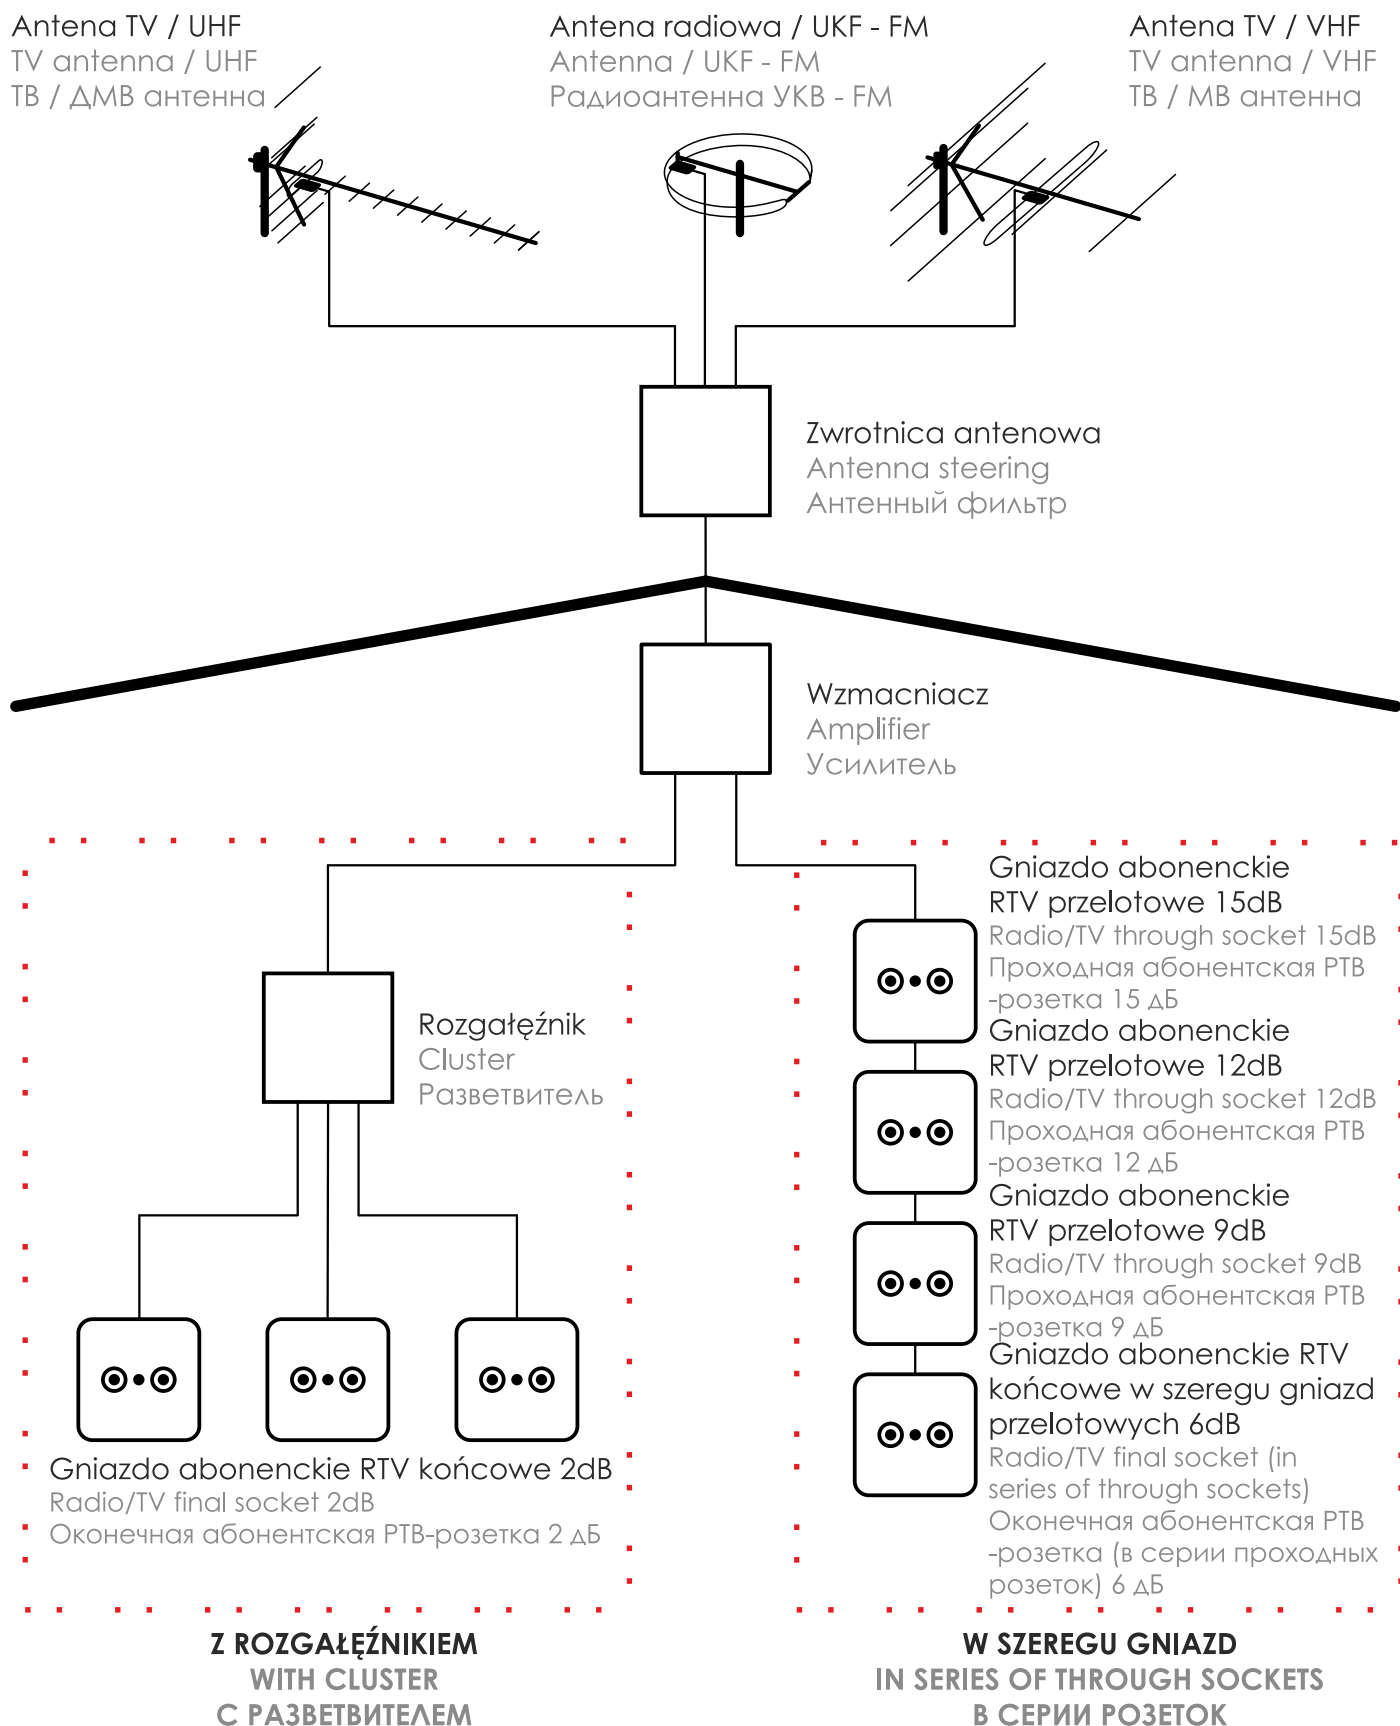 Antena TV / UHF
TV antenna / UHF
ТВ / ДМВ антенна
Antena radiowa / UKF - FM
Antenna / UKF - FM
Радиоантенна УКВ - FM
Antena TV / VHF
TV antenna / VHF
ТВ / МВ антенна
Zwrotnica antenowa
Antenna steering
Антенный фильтр
Wzmacniacz
Amplifier
Усилитель
Rozgałęźnik
Cluster
Разветвитель
Gniazdo abonenckie RTV końcowe 2dB
Radio/TV final socket 2dB
Оконечная абонентская РТВ-розетка 2 дБ
Z ROZGAŁĘŹNIKIEM
WITH CLUSTER
С РАЗВЕТВИТЕЛЕМ
Gniazdo abonenckie
RTV przelotowe 15dB
Radio/TV through socket 15dB
Проходная абонентская РТВ
-розетка 15 дБ
Gniazdo abonenckie
RTV przelotowe 12dB
Radio/TV through socket 12dB
Проходная абонентская РТВ
-розетка 12 дБ
Gniazdo abonenckie
RTV przelotowe 9dB
Radio/TV through socket 9dB
Проходная абонентская РТВ
-розетка 9 дБ
Gniazdo abonenckie RTV
końcowe w szeregu gniazd
przelotowych 6dB
Radio/TV final socket (in
series of through sockets)
Оконечная абонентская РТВ
-розетка (в серии проходных
розеток) 6 дБ
W SZEREGU GNIAZD
IN SERIES OF THROUGH SOCKETS
В СЕРИИ РОЗЕТОК